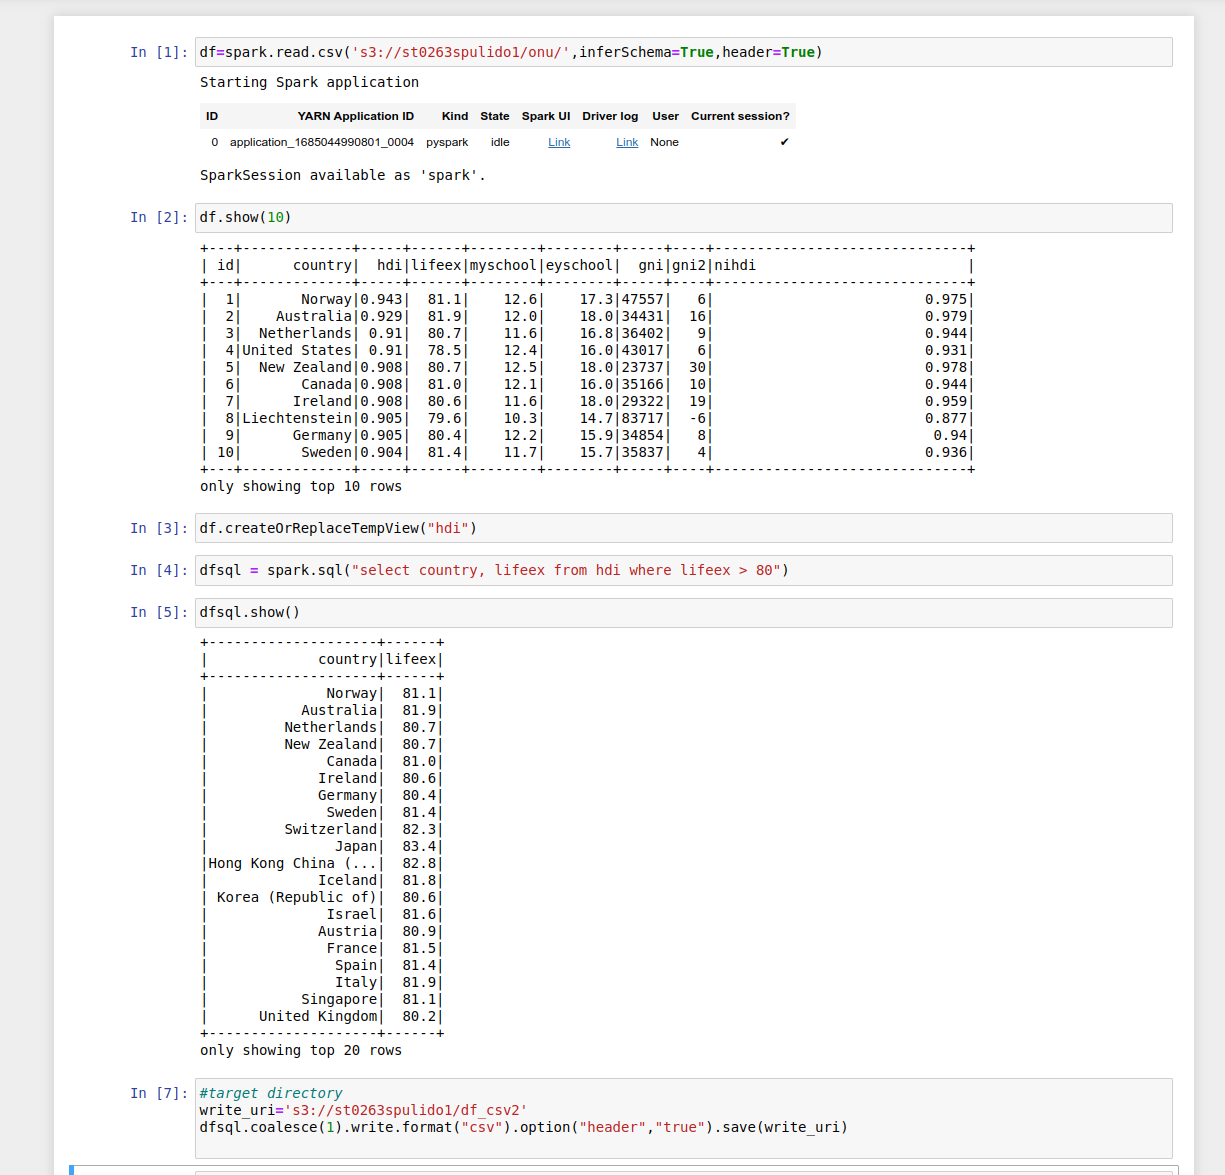 In [1]: df=spark.read.csv('s3://st0263spulido1/onu/',inferSchema=True,header=True)
Starting Spark application
ID YARN Application ID Kind State Spark UI Driver log User Current session?
0 application_1685044990801_0004 pyspark idle Link Link None ✔
SparkSession available as 'spark'.
In [2]: df.show(10)
+---+-------------+-----+------+--------+--------+-----+----+------------------------------+
| id|      country|  hdi|lifeex|myschool|eyschool|  gni|gni2|nihdi                         |
+---+-------------+-----+------+--------+--------+-----+----+------------------------------+
|  1|       Norway|0.943|  81.1|    12.6|    17.3|47557|   6|                         0.975|
|  2|    Australia|0.929|  81.9|    12.0|    18.0|34431|  16|                         0.979|
|  3|  Netherlands| 0.91|  80.7|    11.6|    16.8|36402|   9|                         0.944|
|  4|United States| 0.91|  78.5|    12.4|    16.0|43017|   6|                         0.931|
|  5|  New Zealand|0.908|  80.7|    12.5|    18.0|23737|  30|                         0.978|
|  6|       Canada|0.908|  81.0|    12.1|    16.0|35166|  10|                         0.944|
|  7|      Ireland|0.908|  80.6|    11.6|    18.0|29322|  19|                         0.959|
|  8|Liechtenstein|0.905|  79.6|    10.3|    14.7|83717|  -6|                         0.877|
|  9|      Germany|0.905|  80.4|    12.2|    15.9|34854|   8|                          0.94|
| 10|       Sweden|0.904|  81.4|    11.7|    15.7|35837|   4|                         0.936|
+---+-------------+-----+------+--------+--------+-----+----+------------------------------+
only showing top 10 rows
In [3]: df.createOrReplaceTempView("hdi")
In [4]: dfsql = spark.sql("select country, lifeex from hdi where lifeex > 80")
In [5]: dfsql.show()
+--------------------+------+
|             country|lifeex|
+--------------------+------+
|              Norway|  81.1|
|           Australia|  81.9|
|         Netherlands|  80.7|
|         New Zealand|  80.7|
|              Canada|  81.0|
|             Ireland|  80.6|
|             Germany|  80.4|
|              Sweden|  81.4|
|         Switzerland|  82.3|
|               Japan|  83.4|
|Hong Kong China (...|  82.8|
|             Iceland|  81.8|
| Korea (Republic of)|  80.6|
|              Israel|  81.6|
|             Austria|  80.9|
|              France|  81.5|
|               Spain|  81.4|
|               Italy|  81.9|
|           Singapore|  81.1|
|      United Kingdom|  80.2|
+--------------------+------+
only showing top 20 rows
In [7]: #target directory
write_uri='s3://st0263spulido1/df_csv2'
dfsql.coalesce(1).write.format("csv").option("header","true").save(write_uri)